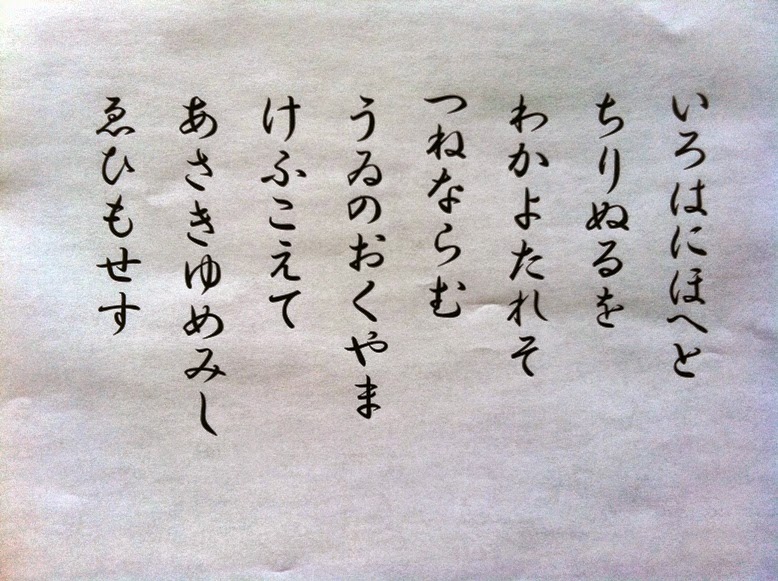 いろはにほへと
ちりぬるを
わかよたれそ
つねならむ
うゐのおくやま
けふこえて
あさきゆめみし
ゑひもせす